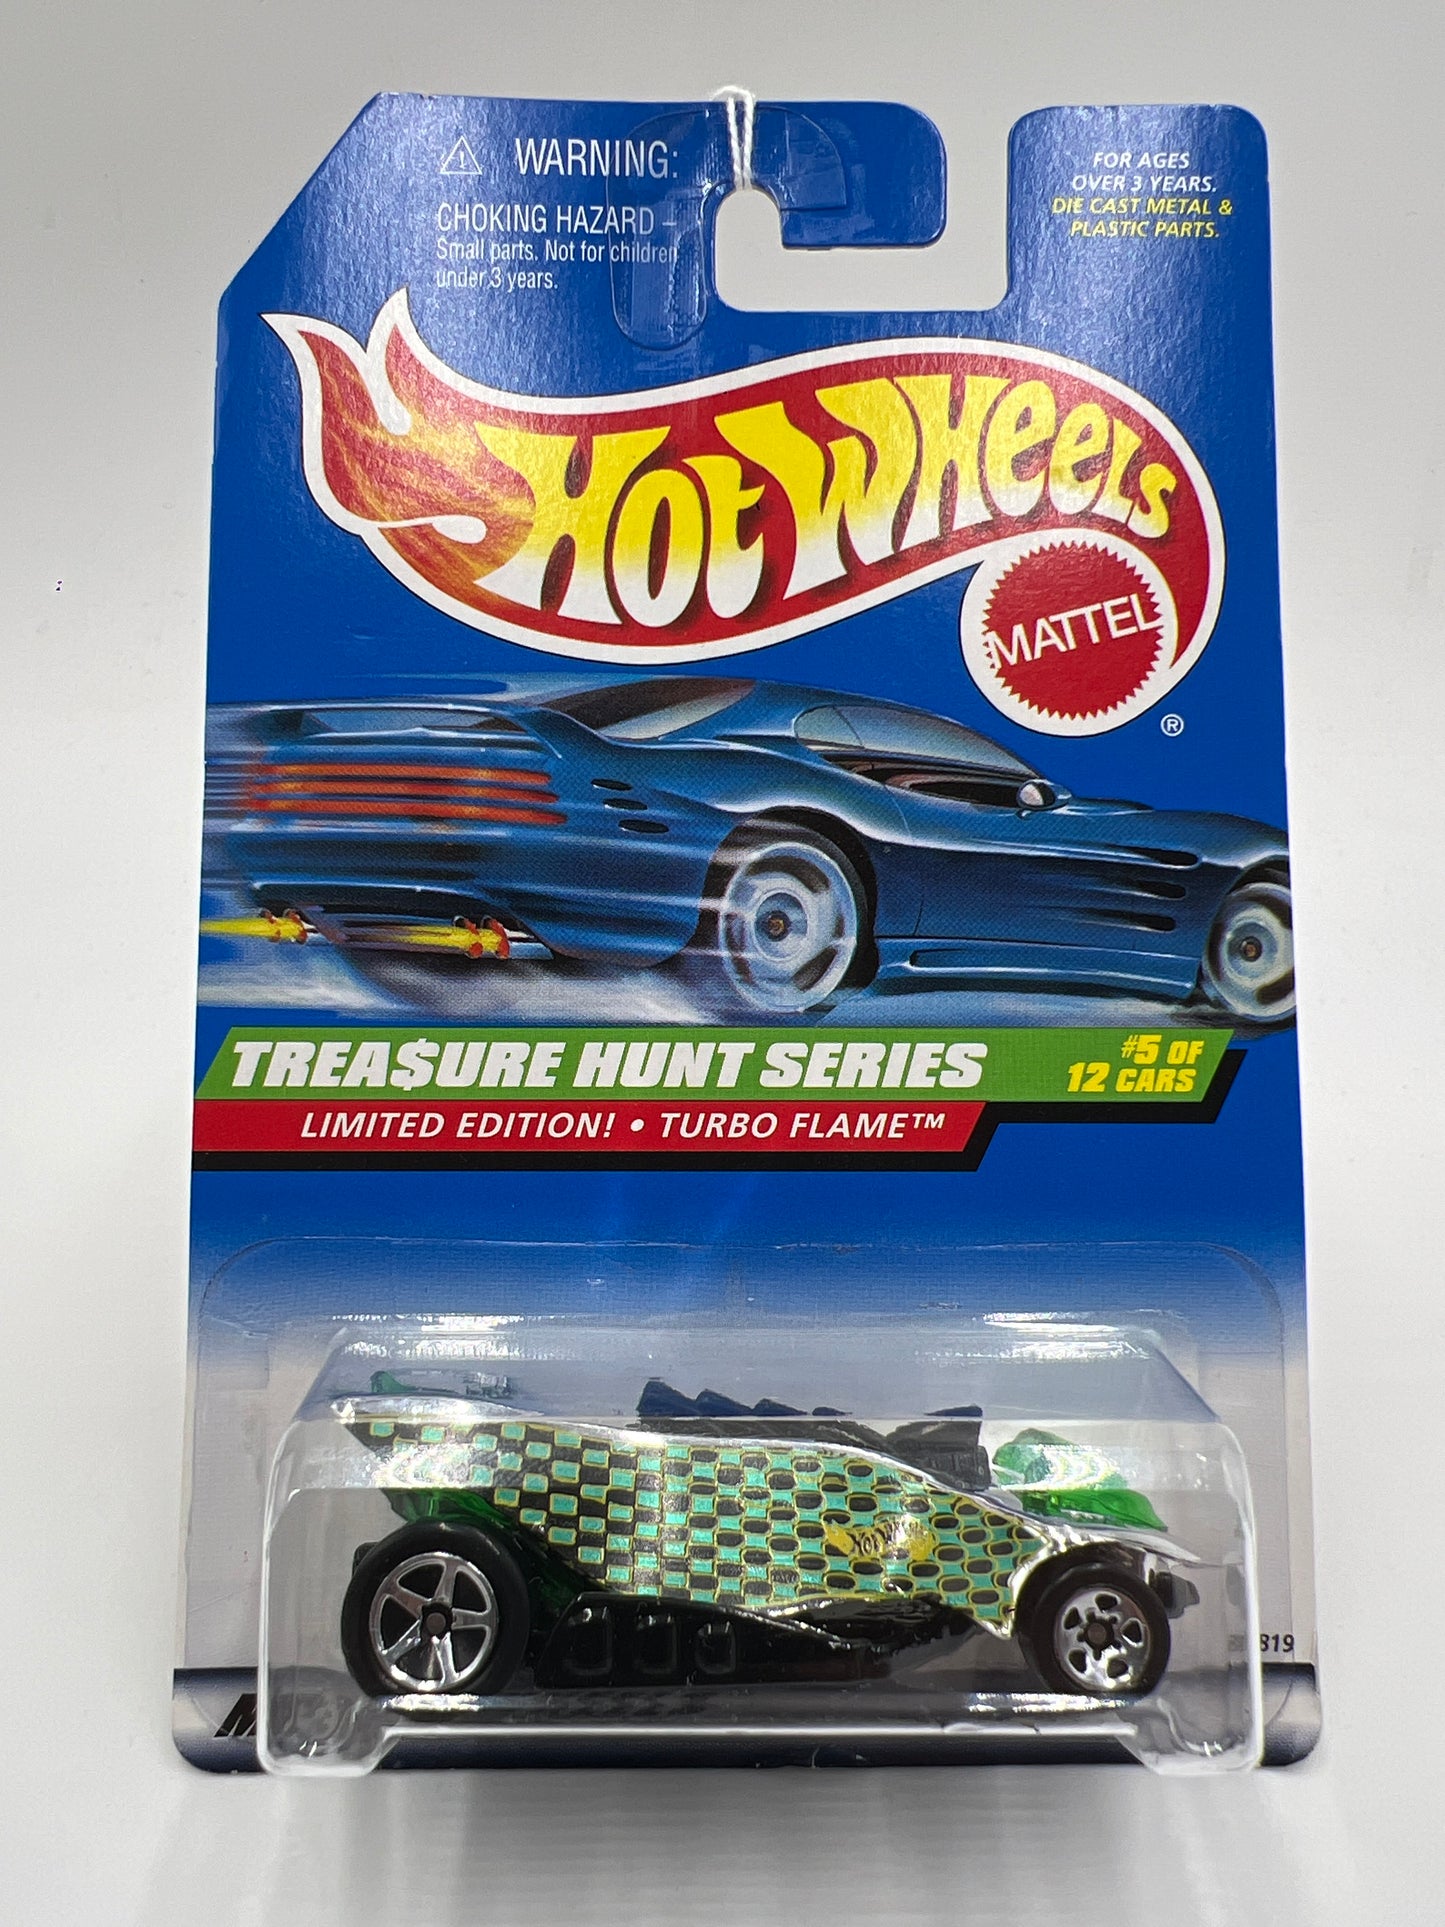 WARNING:
CHOKING HAZARD –
Small parts. Not for children
under 3 years.
FOR AGES
OVER 3 YEARS.
DIE CAST METAL &
PLASTIC PARTS.
HOT WHEELS
MATTEL
®
TREA$URE HUNT SERIES
#5 OF
12 CARS
LIMITED EDITION! • TURBO FLAME™
HOT WHEELS
819